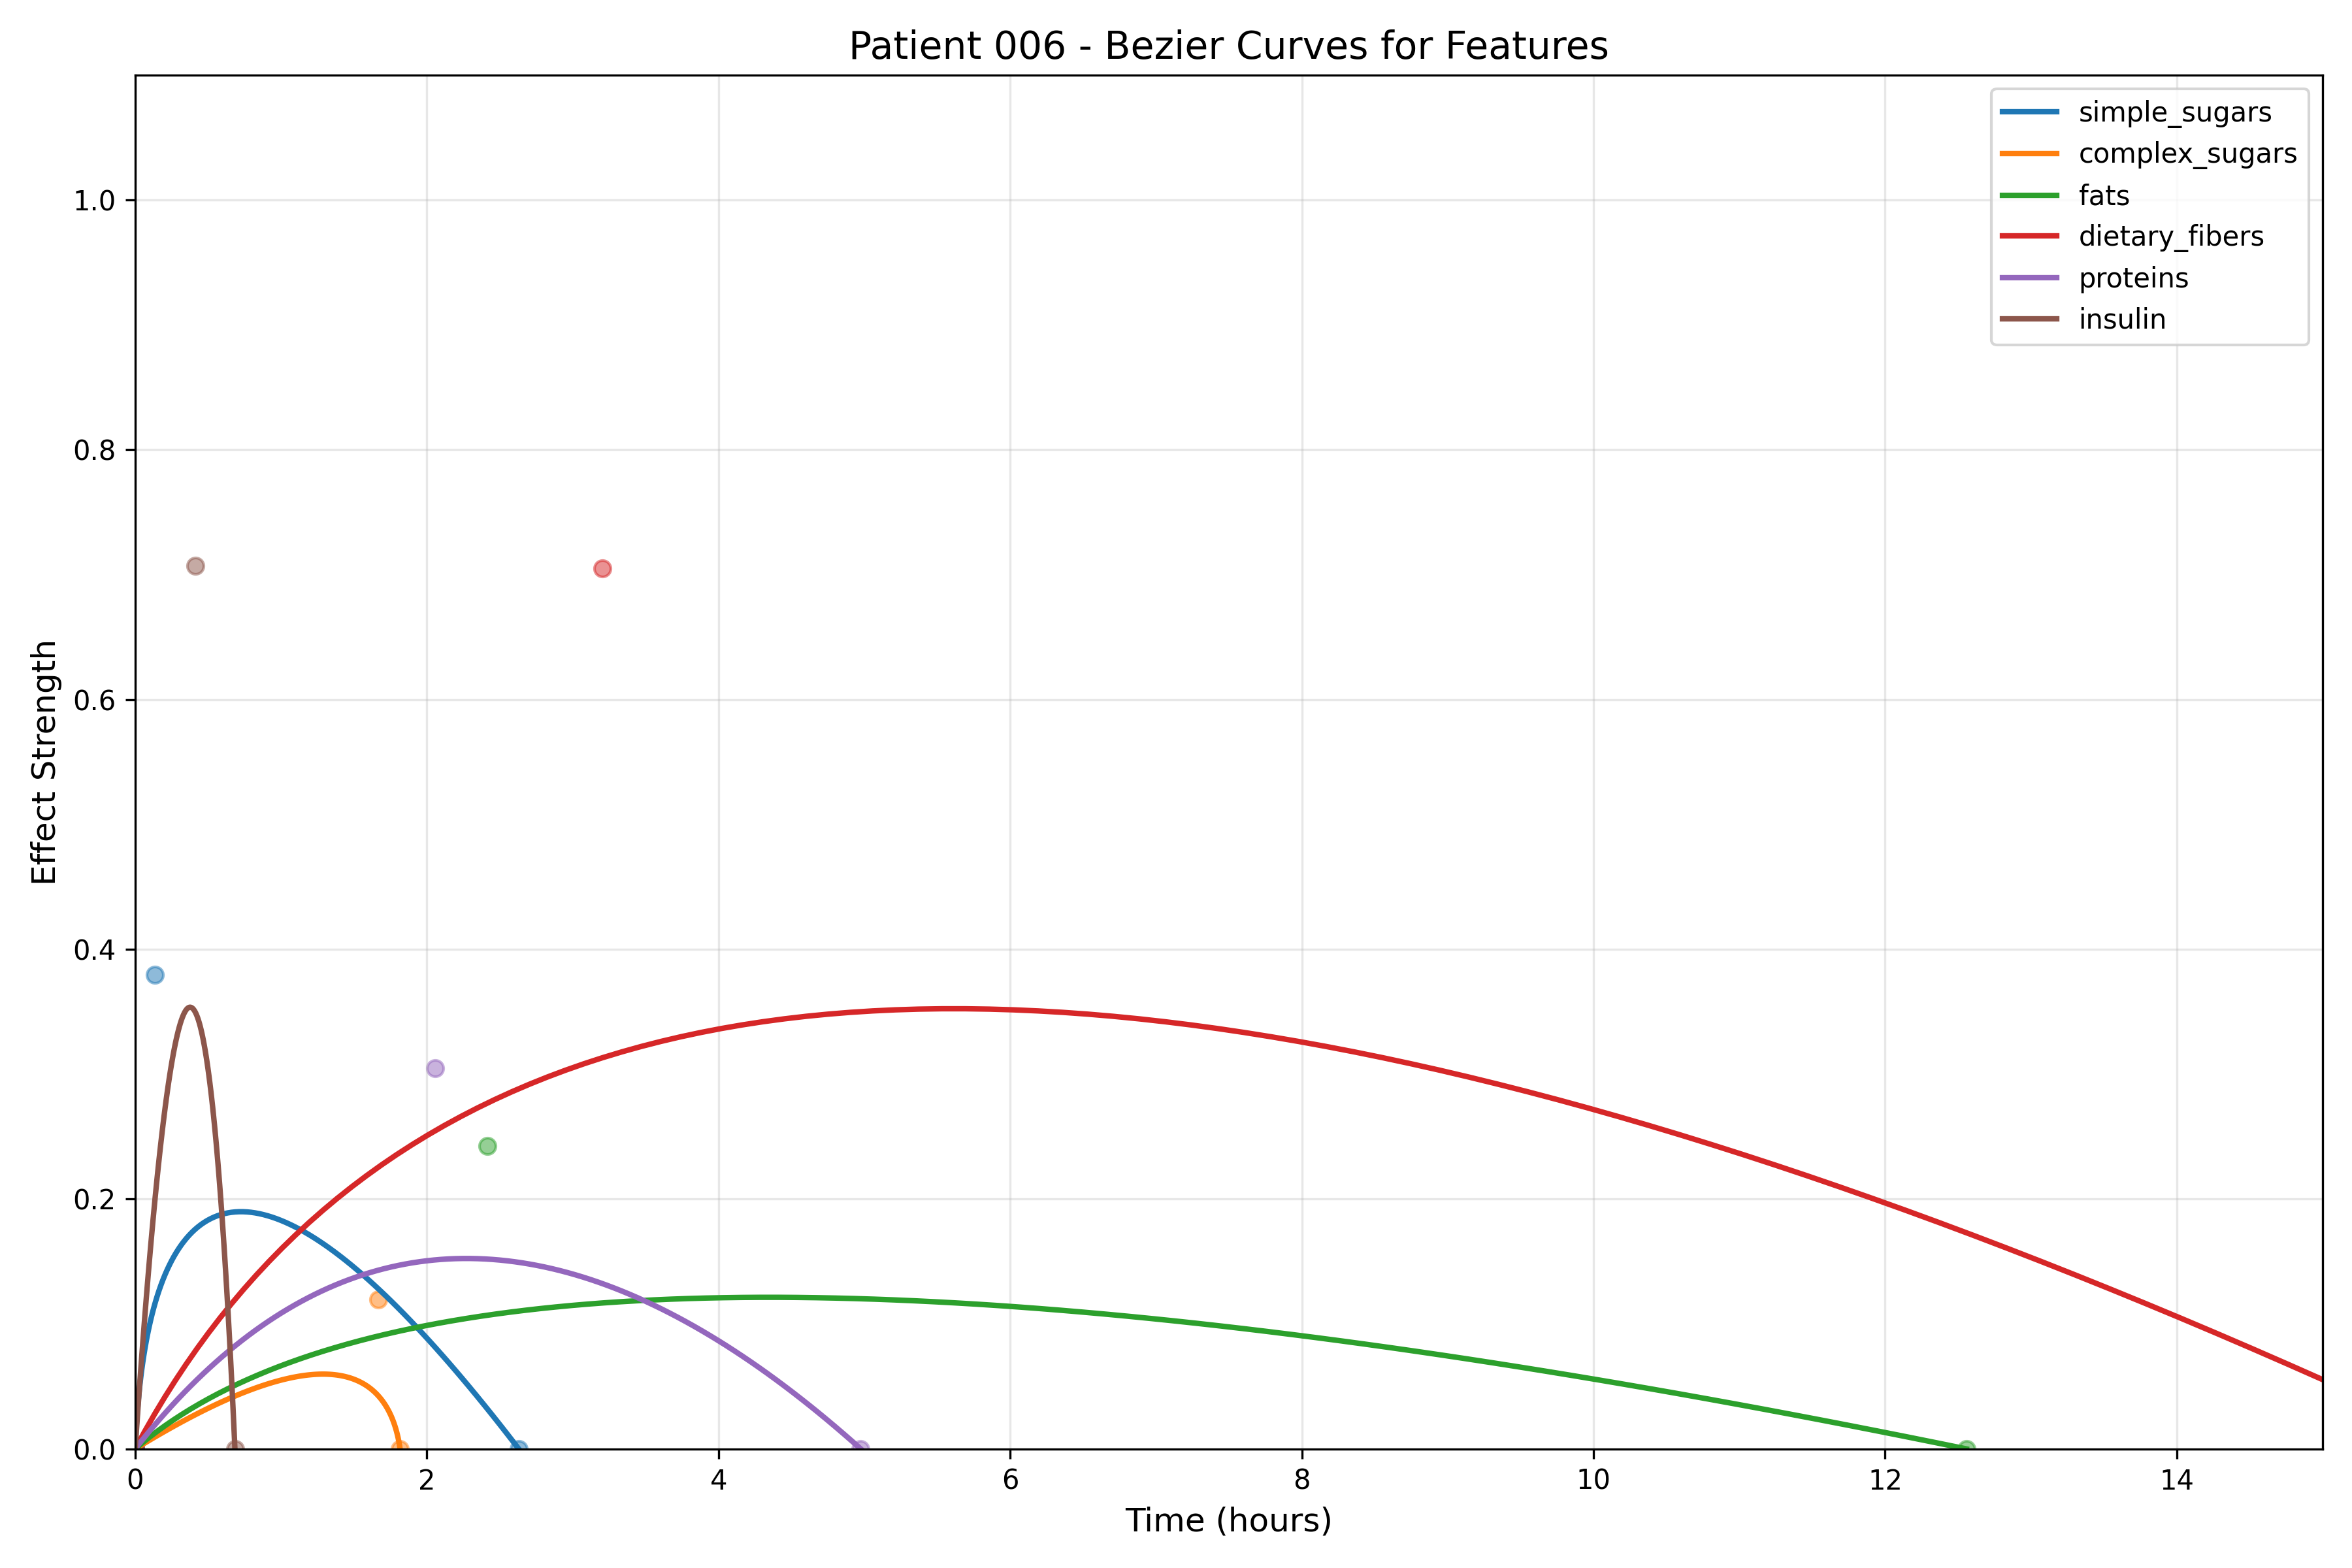 Patient 006 - Bezier Curves for Features
simple_sugars
complex_sugars
fats
dietary_fibers
proteins
insulin
1.0
0.8
0.6
0.4
0.2
0.0
Effect Strength
0 2 4 6 8 10 12 14
Time (hours)